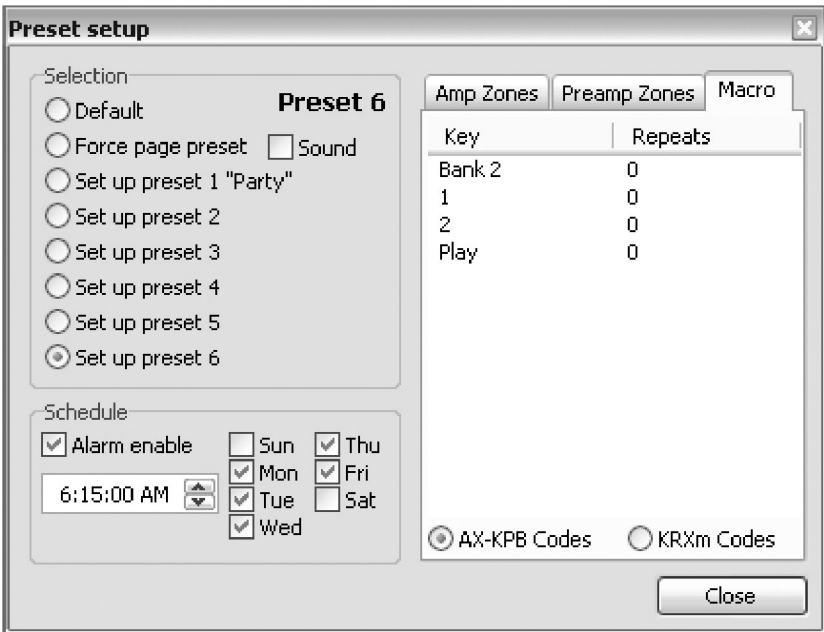 Preset setup
Selection
Preset 6
Default
Force page preset Sound
Set up preset 1 "Party"
Set up preset 2
Set up preset 3
Set up preset 4
Set up preset 5
Set up preset 6
Schedule
Alarm enable
6:15:00 AM
Sun Thu
Mon Fri
Tue Sat
Wed
Amp Zones Preamp Zones Macro
Key Repeats
Bank 2 0
1 0
2 0
Play 0
AX-KPB Codes KRXm Codes
Close